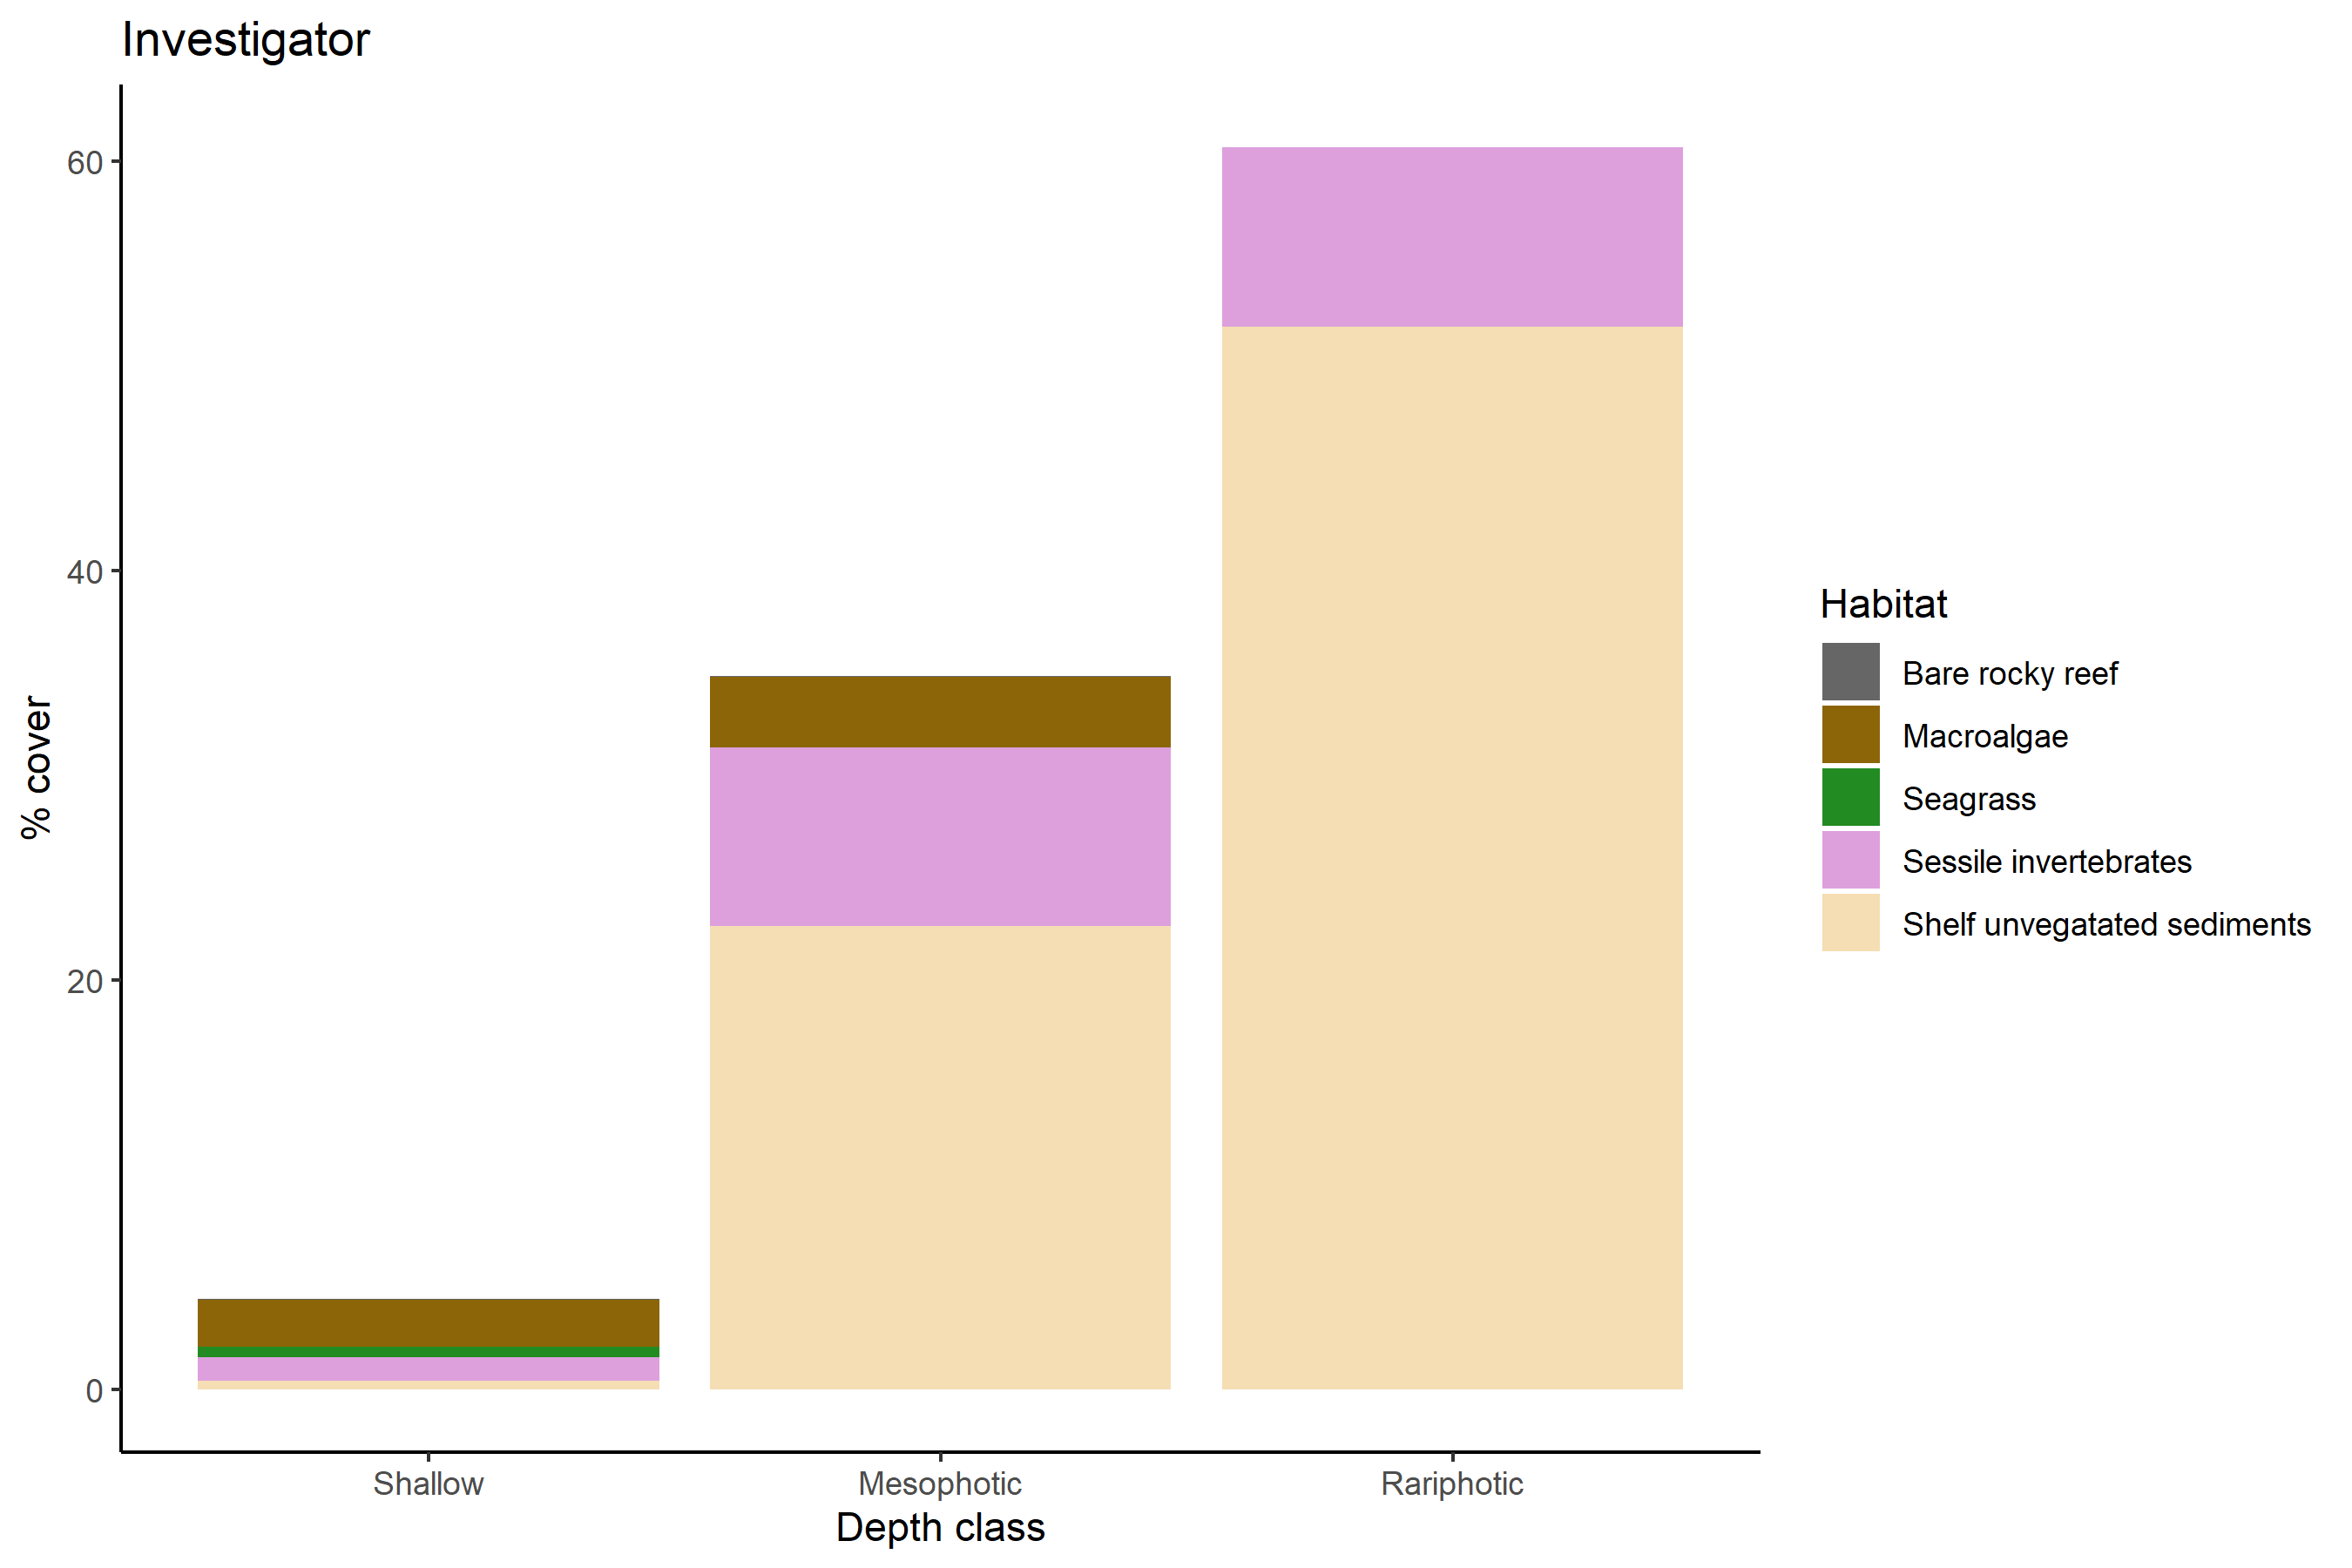 Investigator
% cover
60
40
20
0
Shallow
Mesophotic
Rariphotic
Depth class
Habitat
Bare rocky reef
Macroalgae
Seagrass
Sessile invertebrates
Shelf unvegatated sediments